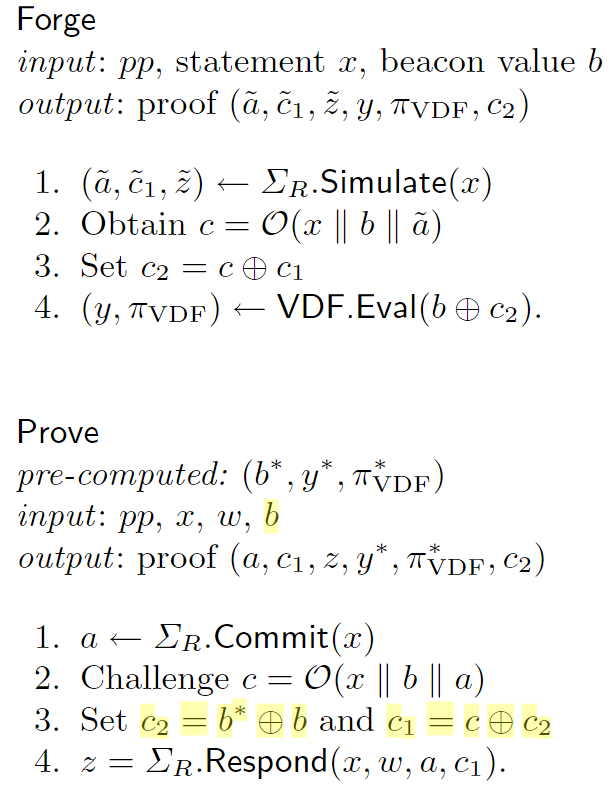 Forge
input: pp, statement x, beacon value b
output: proof (ã, c̃₁, z̃, y, π_VDF, c₂)
1. (ã, c̃₁, z̃) ← Σ_R.Simulate(x)
2. Obtain c = 𝒪(x ‖ b ‖ ã)
3. Set c₂ = c ⊕ c₁
4. (y, π_VDF) ← VDF.Eval(b ⊕ c₂).
Prove
pre-computed: (b*, y*, π*_VDF)
input: pp, x, w, b
output: proof (a, c₁, z, y*, π*_VDF, c₂)
1. a ← Σ_R.Commit(x)
2. Challenge c = 𝒪(x ‖ b ‖ a)
3. Set c₂ = b* ⊕ b and c₁ = c ⊕ c₂
4. z = Σ_R.Respond(x, w, a, c₁).